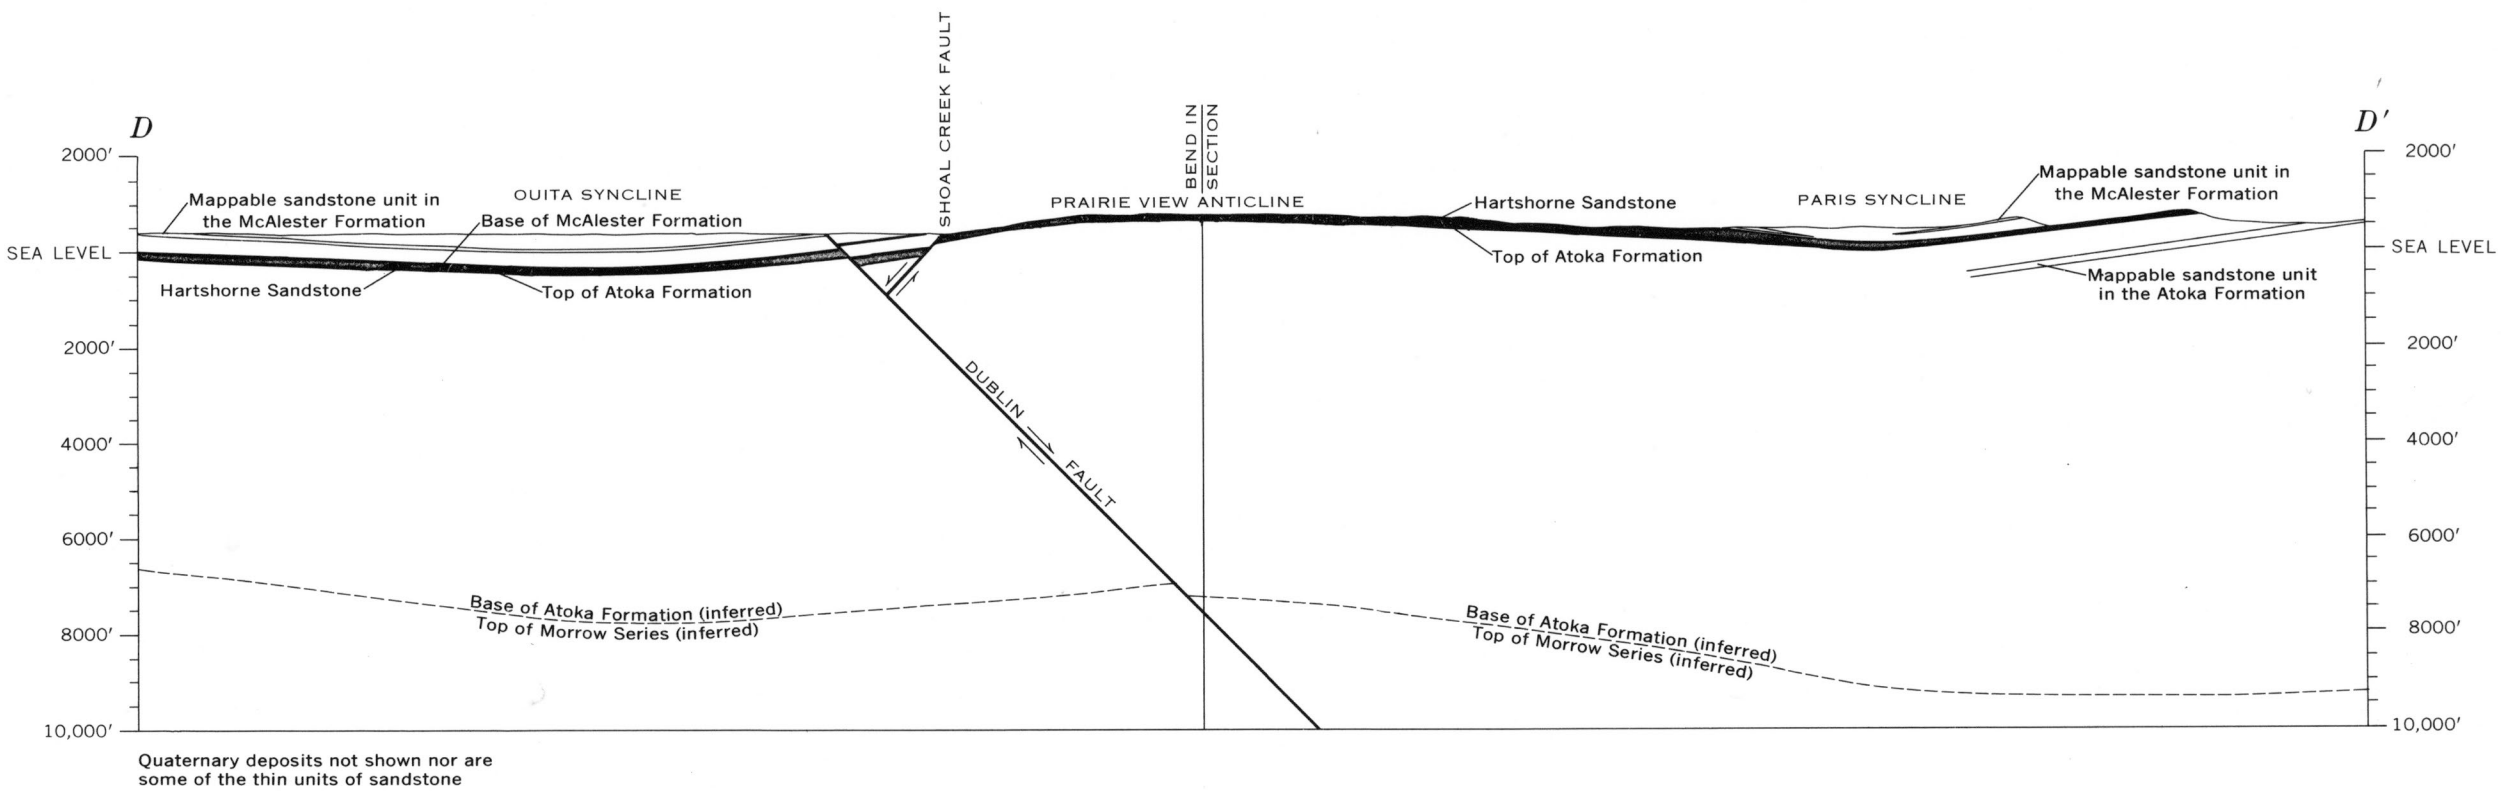 D
D'
SHOAL CREEK FAULT
BEND IN
SECTION
2000'
2000'
Mappable sandstone unit in
the McAlester Formation
OUITA SYNCLINE
Base of McAlester Formation
PRAIRIE VIEW ANTICLINE
Hartshorne Sandstone
PARIS SYNCLINE
Mappable sandstone unit in
the McAlester Formation
SEA LEVEL
SEA LEVEL
Hartshorne Sandstone
Top of Atoka Formation
Top of Atoka Formation
Mappable sandstone unit
in the Atoka Formation
2000'
2000'
DUBLIN FAULT
4000'
4000'
6000'
6000'
Base of Atoka Formation (inferred)
Top of Morrow Series (inferred)
Base of Atoka Formation (inferred)
Top of Morrow Series (inferred)
8000'
8000'
10,000'
10,000'
Quaternary deposits not shown nor are
some of the thin units of sandstone